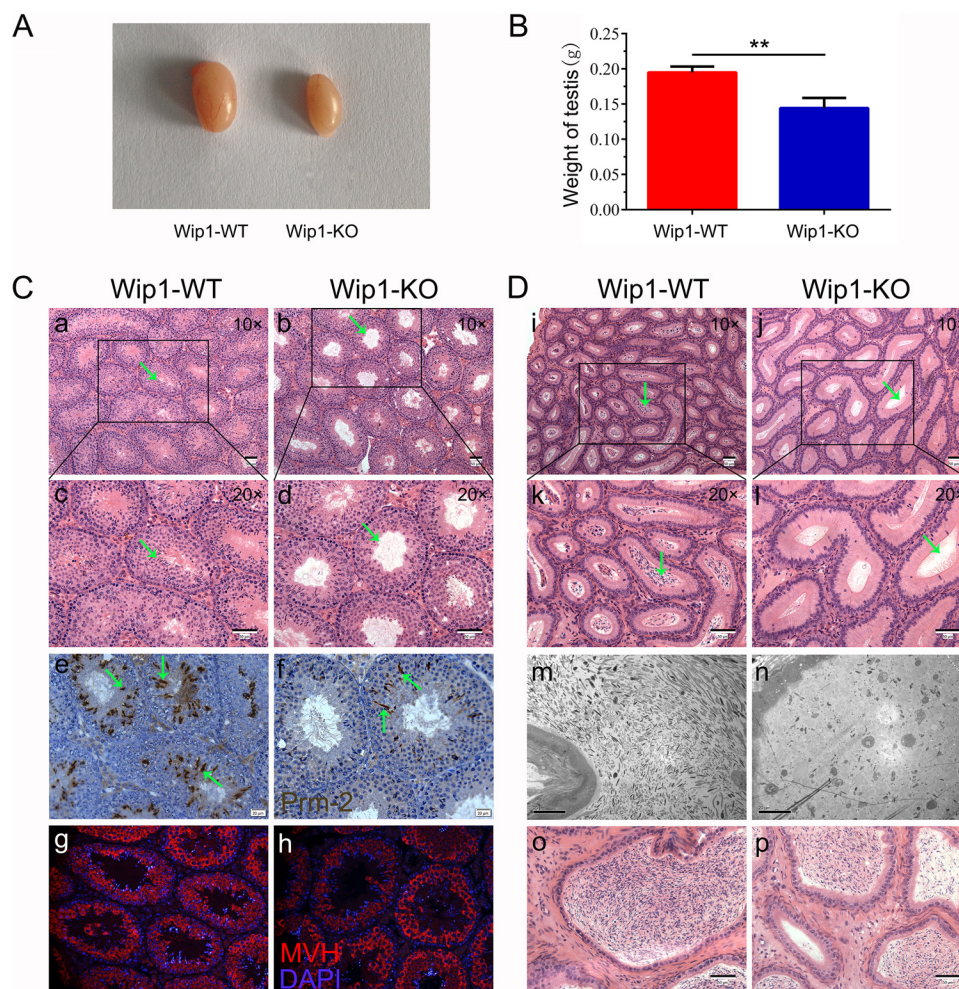 A
Wip1-WT Wip1-KO
B
Weight of testis(g)
0.25
0.20
0.15
0.10
0.05
0.00
**
Wip1-WT Wip1-KO
C Wip1-WT Wip1-KO
a 10×
b 10×
c 20×
d 20×
e
f
Prm-2
g
h
MVH
DAPI
D Wip1-WT Wip1-KO
i 10×
j 10
k 20×
l 20×
m
n
o
p